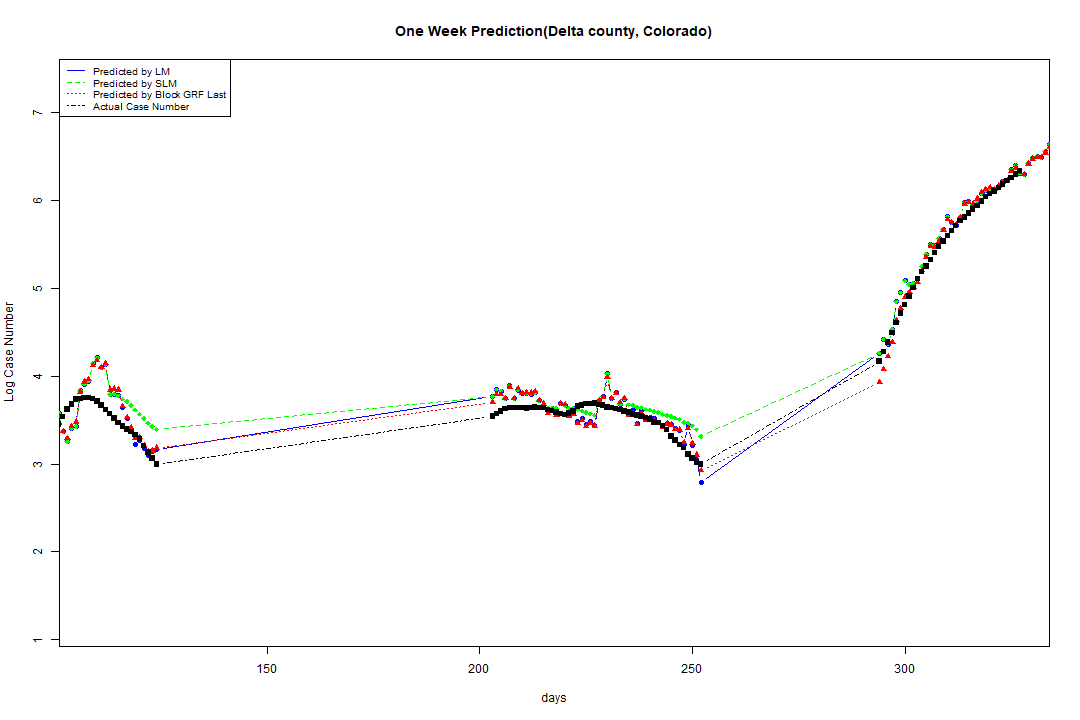 One Week Prediction(Delta county, Colorado)
Predicted by LM
Predicted by SLM
Predicted by Block GRF Last
Actual Case Number
7
6
5
4
3
2
1
Log Case Number
150
200
250
300
days